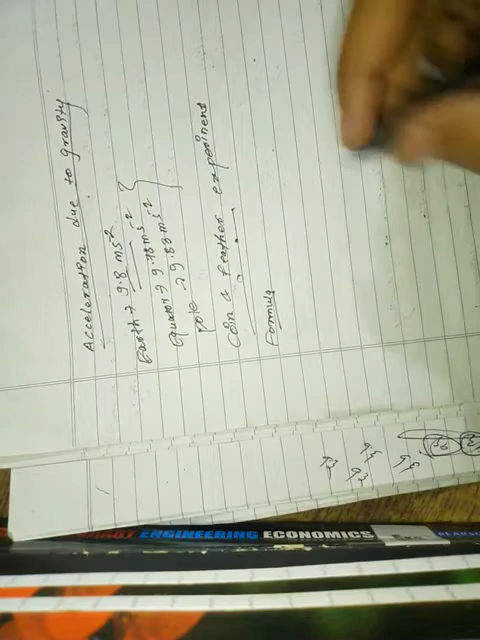 Acceleration due to gravity
Earth → 9.8 ms-2
Equator → 9.78 ms-2
pole → 9.83 ms-2
Coin & feather experiment
Formula
ENGINEERING ECONOMICS